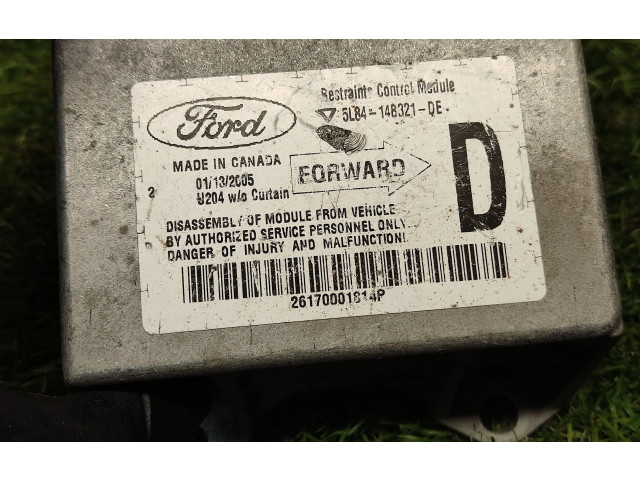 Ford
Restraints Control Module
5L84-14B321-DE
MADE IN CANADA
FORWARD
D
01/13/2005
2
U204 w/o Curtain
DISASSEMBLY OF MODULE FROM VEHICLE
BY AUTHORIZED SERVICE PERSONNEL ONLY
DANGER OF INJURY AND MALFUNCTION!
26170001814P